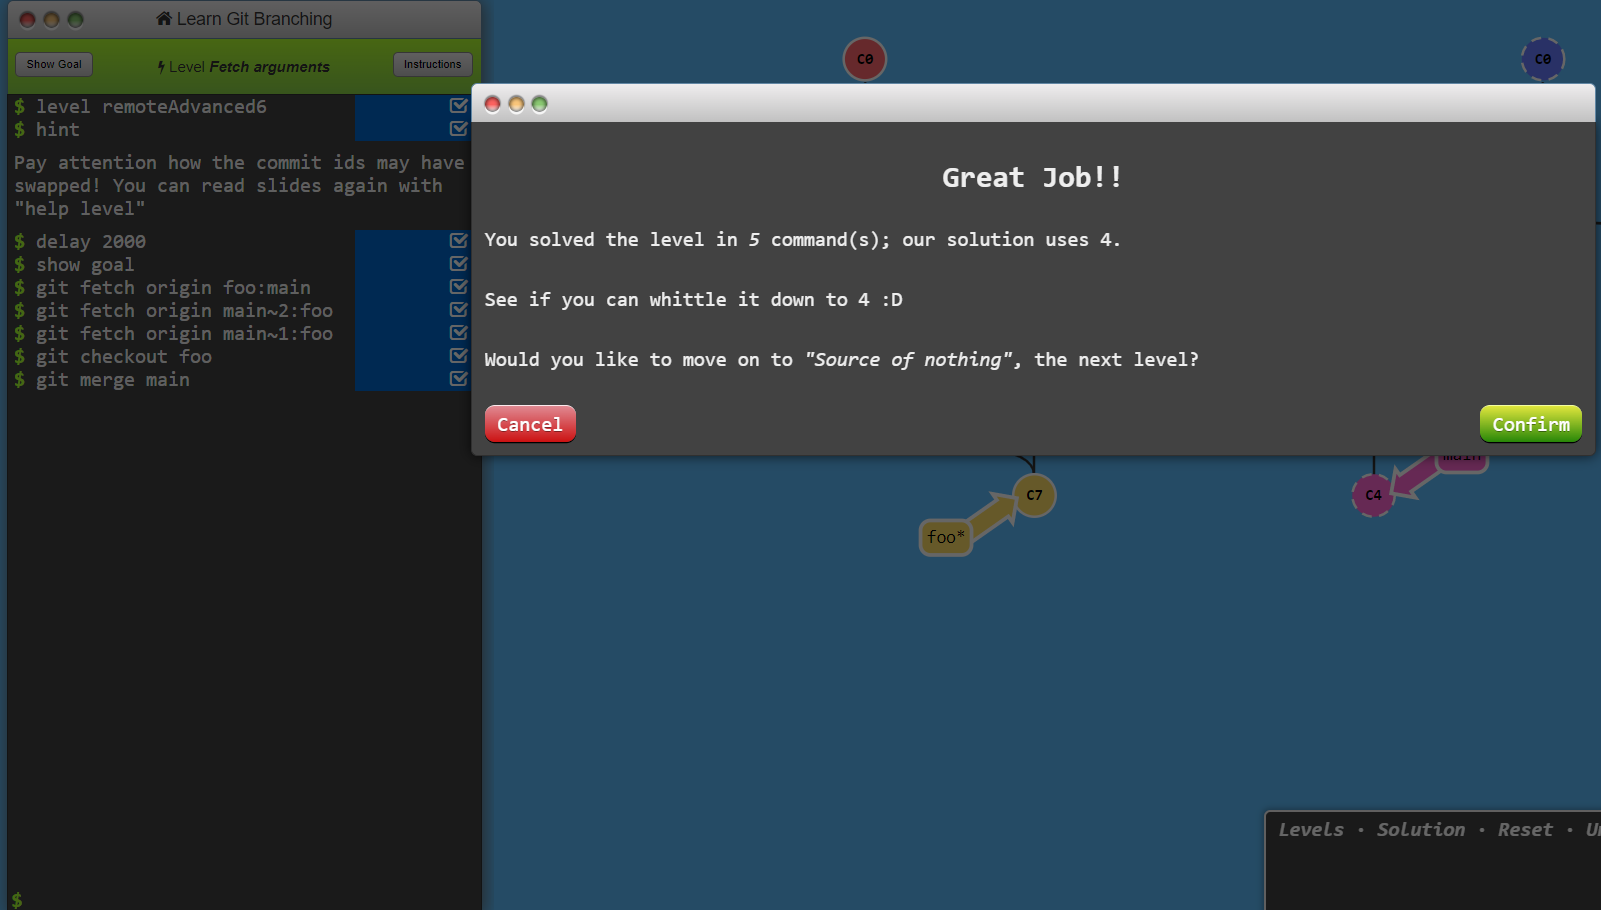 Learn Git Branching
Show Goal
Level Fetch arguments
Instructions
$ level remoteAdvanced6
$ hint
Pay attention how the commit ids may have
swapped! You can read slides again with
"help level"
$ delay 2000
$ show goal
$ git fetch origin foo:main
$ git fetch origin main~2:foo
$ git fetch origin main~1:foo
$ git checkout foo
$ git merge main
$
C0
C0
Great Job!!
You solved the level in 5 command(s); our solution uses 4.
See if you can whittle it down to 4 :D
Would you like to move on to "Source of nothing", the next level?
Cancel
Confirm
main
C7
C4
foo*
Levels · Solution · Reset ·